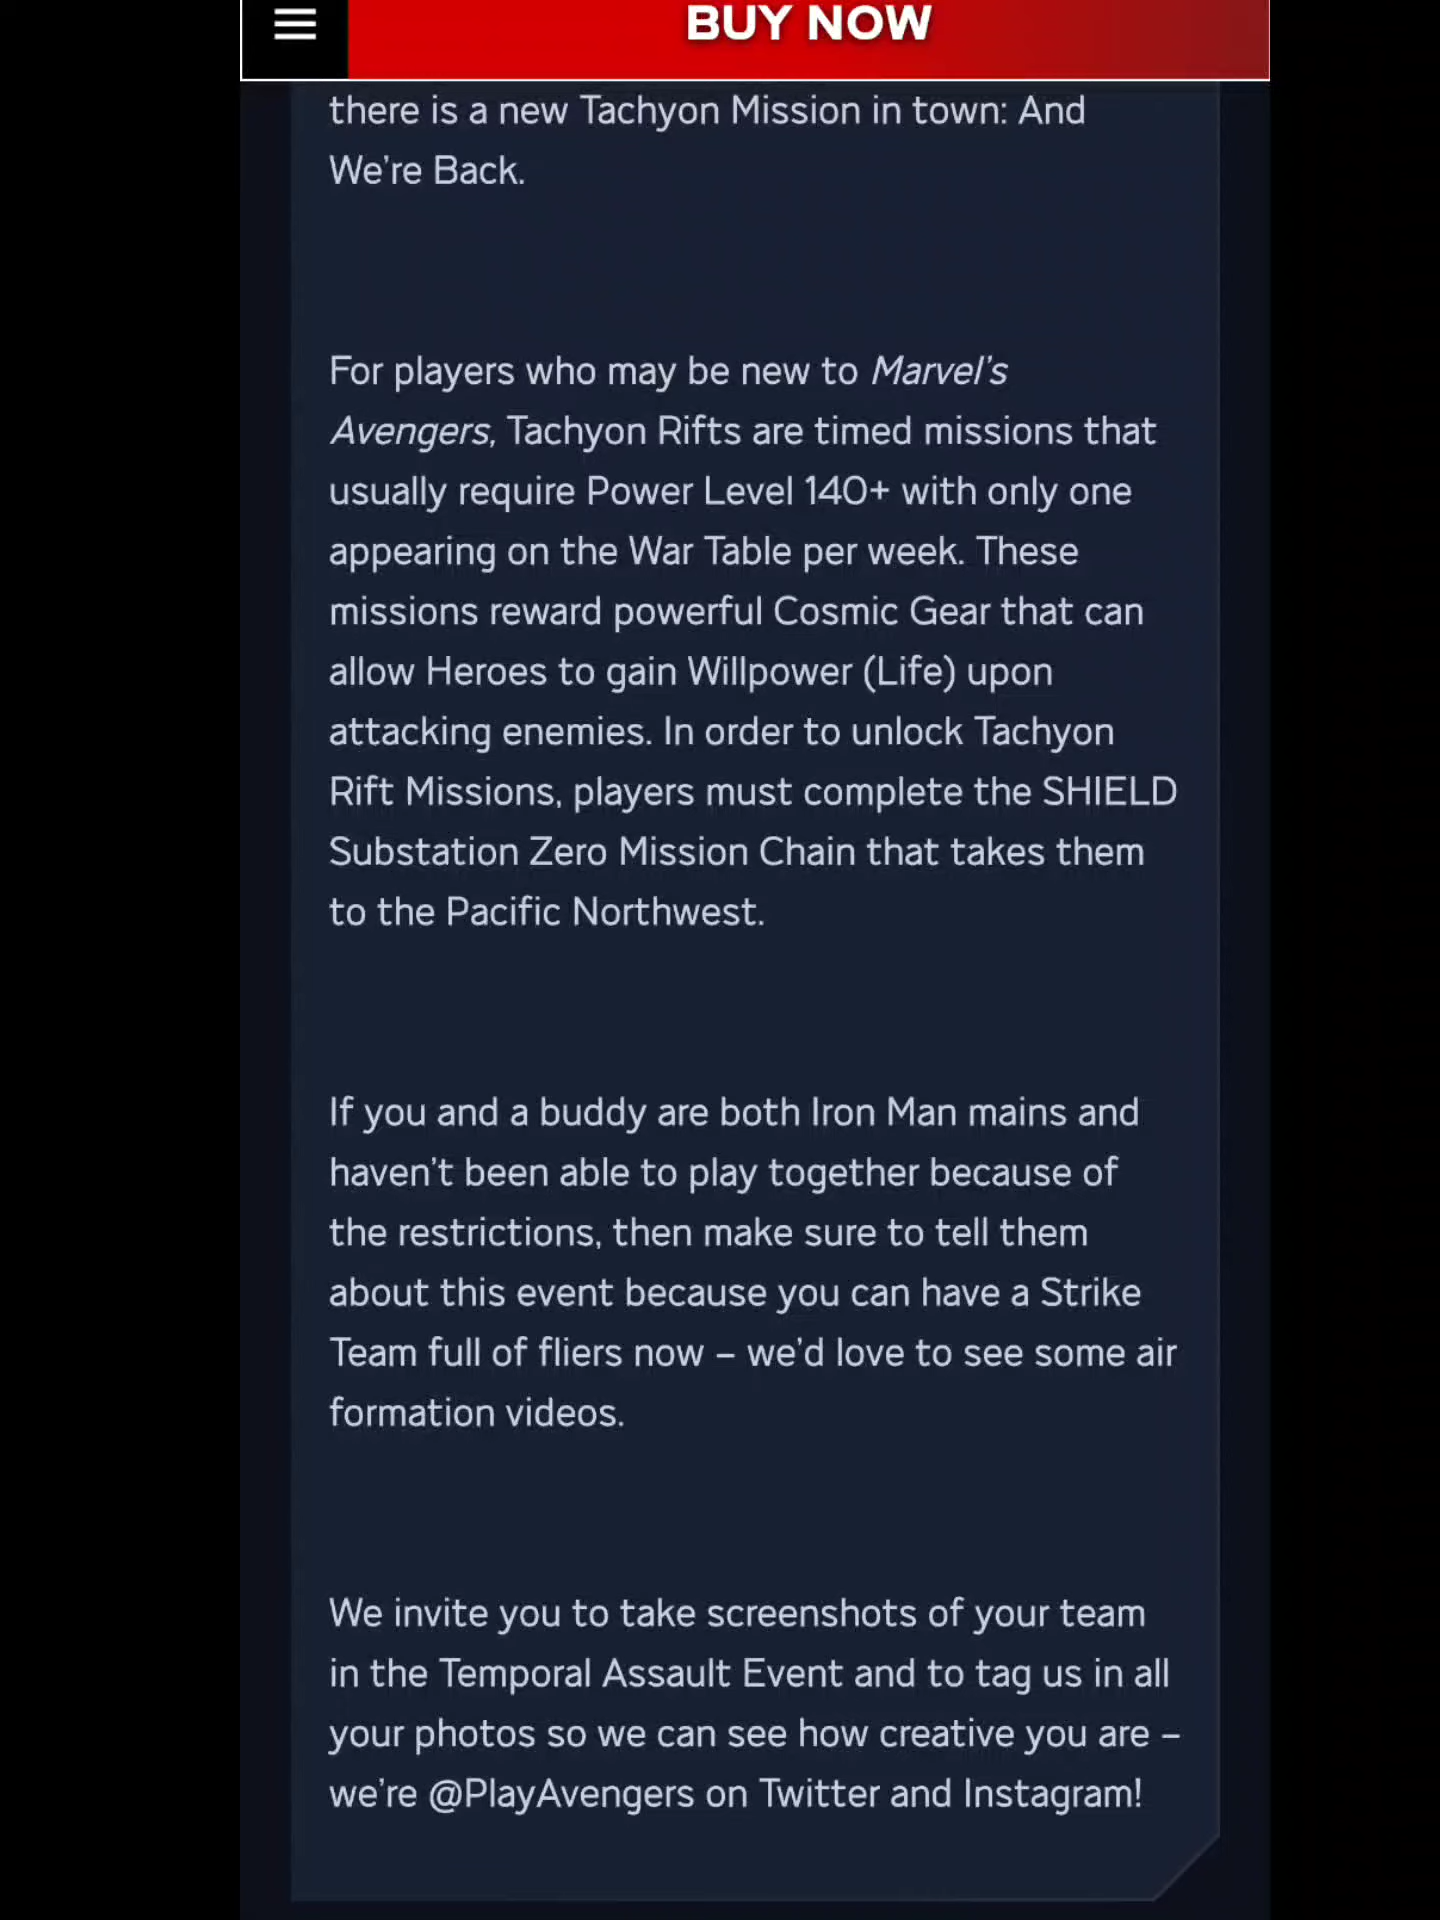 BUY NOW
there is a new Tachyon Mission in town: And
We’re Back.
For players who may be new to Marvel’s
Avengers, Tachyon Rifts are timed missions that
usually require Power Level 140+ with only one
appearing on the War Table per week. These
missions reward powerful Cosmic Gear that can
allow Heroes to gain Willpower (Life) upon
attacking enemies. In order to unlock Tachyon
Rift Missions, players must complete the SHIELD
Substation Zero Mission Chain that takes them
to the Pacific Northwest.
If you and a buddy are both Iron Man mains and
haven’t been able to play together because of
the restrictions, then make sure to tell them
about this event because you can have a Strike
Team full of fliers now – we’d love to see some air
formation videos.
We invite you to take screenshots of your team
in the Temporal Assault Event and to tag us in all
your photos so we can see how creative you are –
we’re @PlayAvengers on Twitter and Instagram!